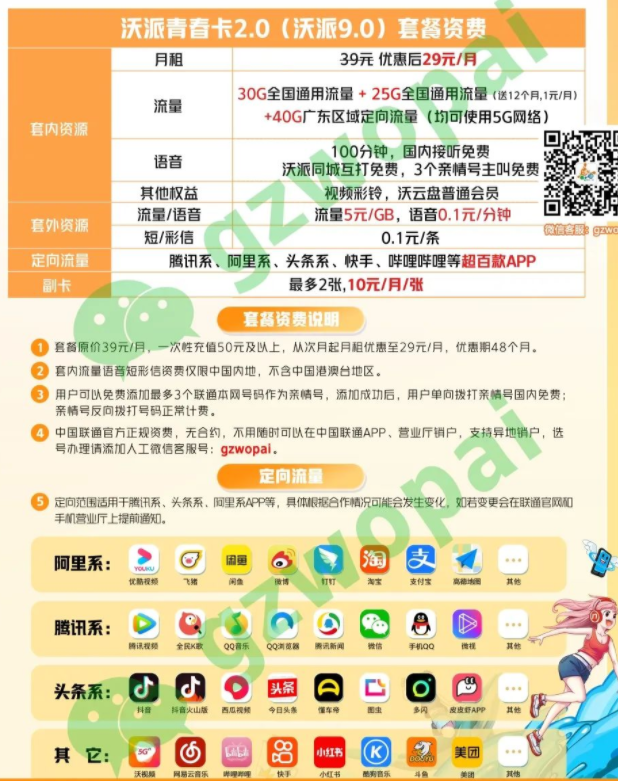 沃派青春卡2.0（沃派9.0）套餐资费
套内资源
月租
39元 优惠后29元/月
流量
30G全国通用流量 + 25G全国通用流量（送12个月,1元/月）
+40G广东区域定向流量（均可使用5G网络）
语音
100分钟，国内接听免费
沃派同城互打免费，3个亲情号主叫免费
其他权益
视频彩铃，沃云盘普通会员
套外资源
流量/语音
流量5元/GB，语音0.1元/分钟
短/彩信
0.1元/条
定向流量
腾讯系、阿里系、头条系、快手、哔哩哔哩等超百款APP
副卡
最多2张,10元/月/张
微信客服：gzwo
套餐资费说明
1 套餐原价39元/月，一次性充值50元及以上，从次月起月租优惠至29元/月，优惠期48个月。
2 套内流量语音短彩信资费仅限中国内地，不含中国港澳台地区。
3 用户可以免费添加最多3个联通本网号码作为亲情号，添加成功后，用户单向拨打亲情号国内免费；
亲情号反向拨打号码正常计费。
4 中国联通官方正规资费，无合约，不用随时可以在中国联通APP、营业厅销户，支持异地销户，选
号办理请添加人工微信客服号：gzwopai。
定向流量
5 定向范围适用于腾讯系、头条系、阿里系APP等，具体根据合作情况可能会发生变化，如若变更会在联通官网和
手机营业厅上提前通知。
阿里系：
YOUKU
闲鱼
淘
支
优酷视频 飞猪 闲鱼 微博 钉钉 淘宝 支付宝 高德地图 其他
腾讯系：
腾讯视频 全民K歌 QQ音乐 QQ浏览器 腾讯新闻 微信 手机QQ 微视 其他
头条系：
头条
抖音 抖音火山版 西瓜视频 今日头条 懂车帝 图虫 多闪 皮皮虾APP 其他
其 它：
5G
小红书
K
美团
沃视频 网易云音乐 哔哩哔哩 快手 小红书 酷狗音乐 斗鱼 美团 其他
gzwopai
gzwopai